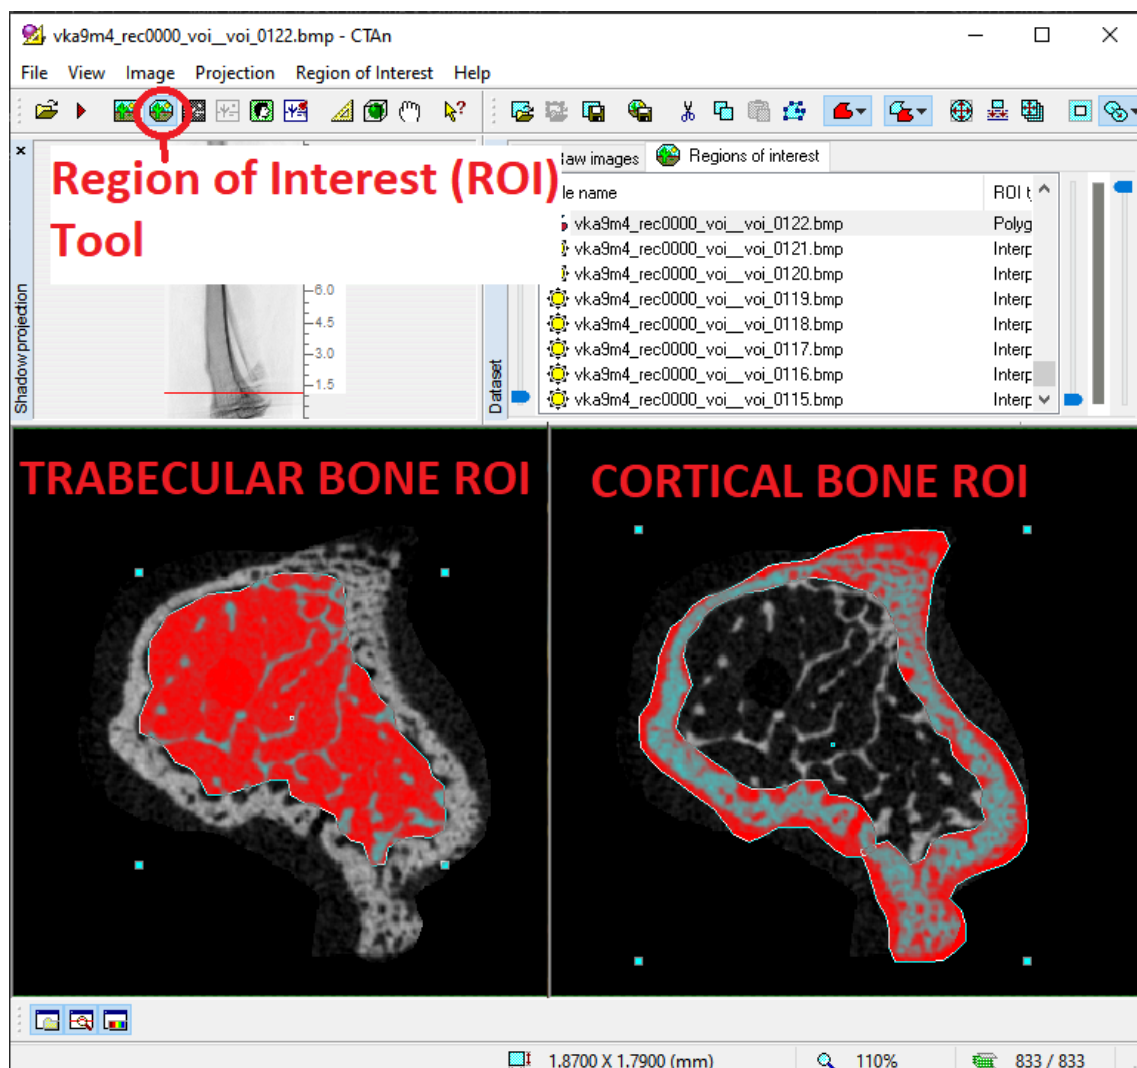 vka9m4_rec0000_voi__voi_0122.bmp - CTAn
File View Image Projection Region of Interest Help
Region of Interest (ROI)
Tool
Shadow projection
6.0
4.5
3.0
1.5
Dataset
aw images Regions of interest
le name ROI t
vka9m4_rec0000_voi__voi_0122.bmp Polyg
vka9m4_rec0000_voi__voi_0121.bmp Interp
vka9m4_rec0000_voi__voi_0120.bmp Interp
vka9m4_rec0000_voi__voi_0119.bmp Interp
vka9m4_rec0000_voi__voi_0118.bmp Interp
vka9m4_rec0000_voi__voi_0117.bmp Interp
vka9m4_rec0000_voi__voi_0116.bmp Interp
vka9m4_rec0000_voi__voi_0115.bmp Interp
TRABECULAR BONE ROI
CORTICAL BONE ROI
1.8700 X 1.7900 (mm) 110% 833 / 833